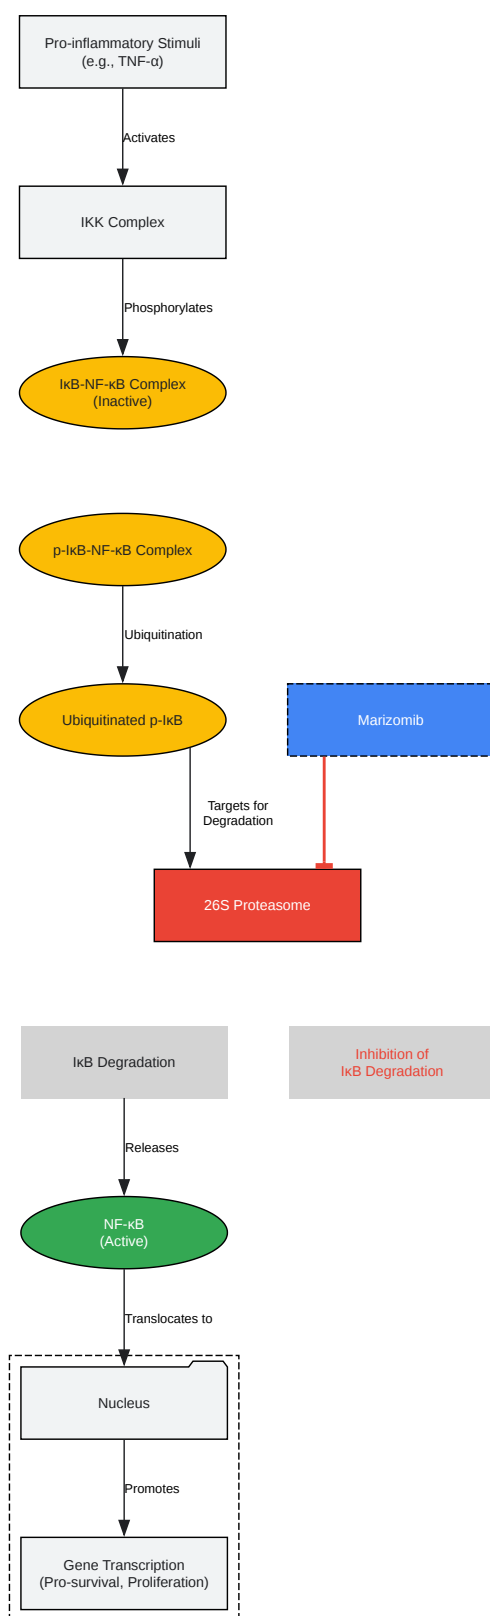 Pro-inflammatory Stimuli
(e.g., TNF-α)
Activates
IKK Complex
Phosphorylates
IκB-NF-κB Complex
(Inactive)
p-IκB-NF-κB Complex
Ubiquitination
Ubiquitinated p-IκB
Marizomib
Targets for
Degradation
26S Proteasome
IκB Degradation
Inhibition of
IκB Degradation
Releases
NF-κB
(Active)
Translocates to
Nucleus
Promotes
Gene Transcription
(Pro-survival, Proliferation)